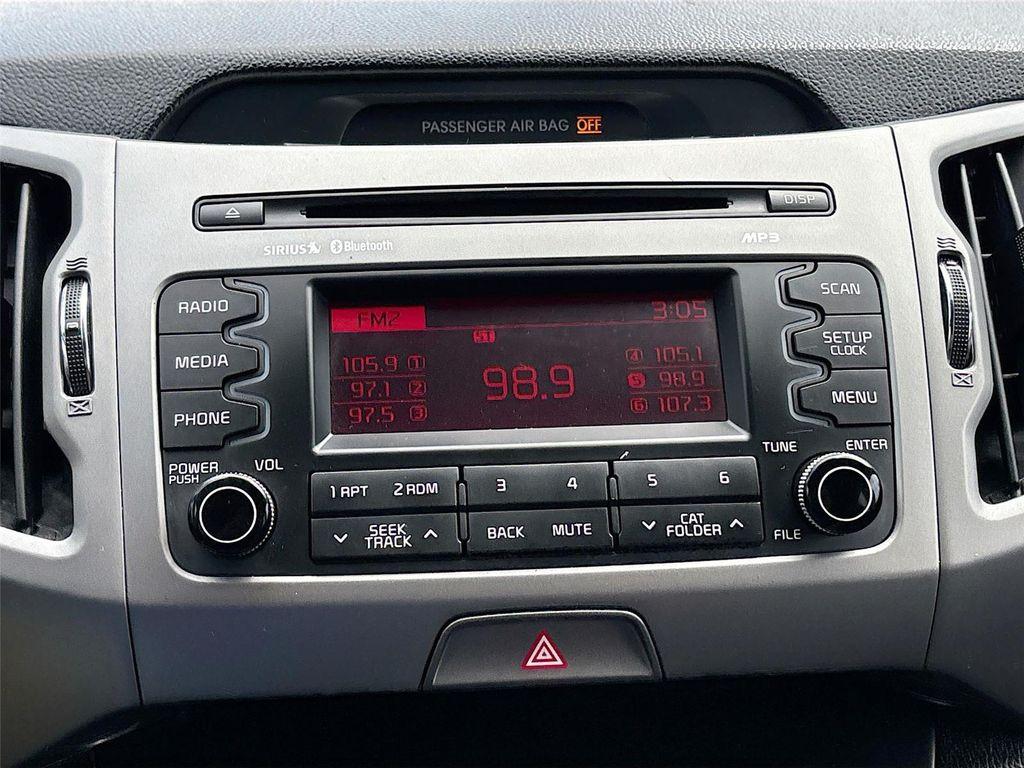 PASSENGER AIR BAG OFF
DISP
SIRIUS Bluetooth MP3
RADIO
MEDIA
PHONE
FM2 3:05
ST
105.9 1
97.1 2
97.5 3
98.9
4 105.1
5 98.9
6 107.3
SCAN
SETUP
CLOCK
MENU
POWER
PUSH
VOL
TUNE
ENTER
FILE
1 RPT 2 RDM 3 4 5 6
SEEK
TRACK
BACK MUTE
CAT
FOLDER